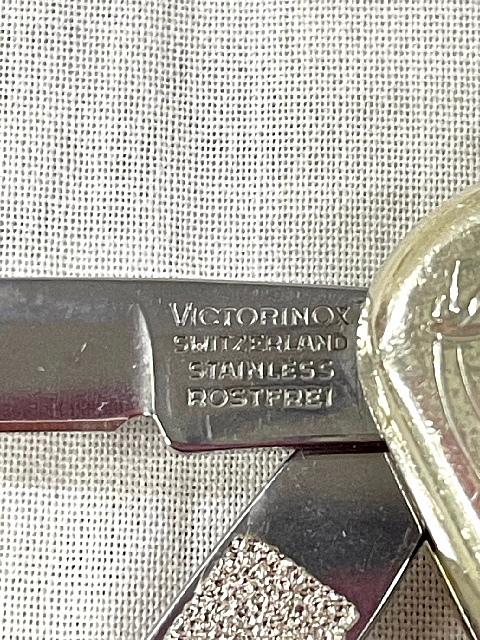 VICTORINOX
SWITZERLAND
STAINLESS
ROSTFREI